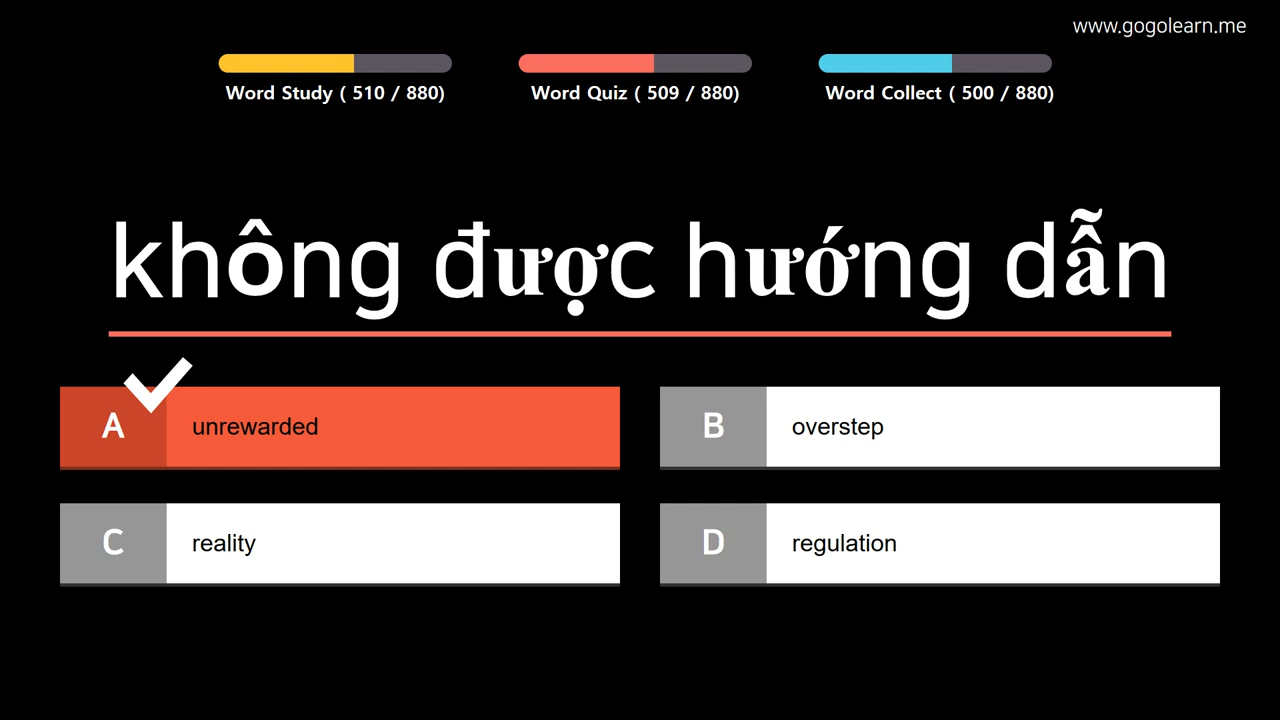 www.gogolearn.me
Word Study ( 510 / 880)
Word Quiz ( 509 / 880)
Word Collect ( 500 / 880)
không được hướng dẫn
A unrewarded
B overstep
C reality
D regulation